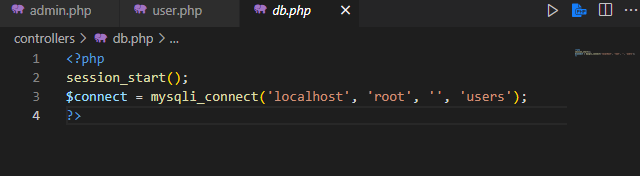 admin.php user.php db.php
controllers > db.php > ...
1 <?php
2 session_start();
3 $connect = mysqli_connect('localhost', 'root', '', 'users');
4 ?>